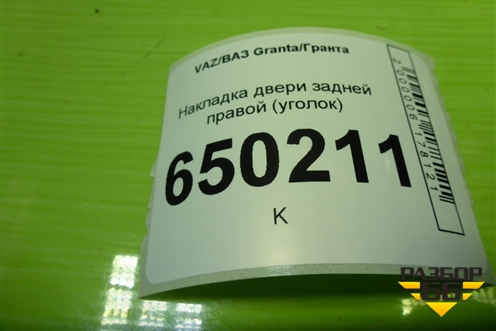 VAZ/ВАЗ Granta/Гранта
Накладка двери задней
правой (уголок)
650211
К
2000006178121
РАЗБОР
66